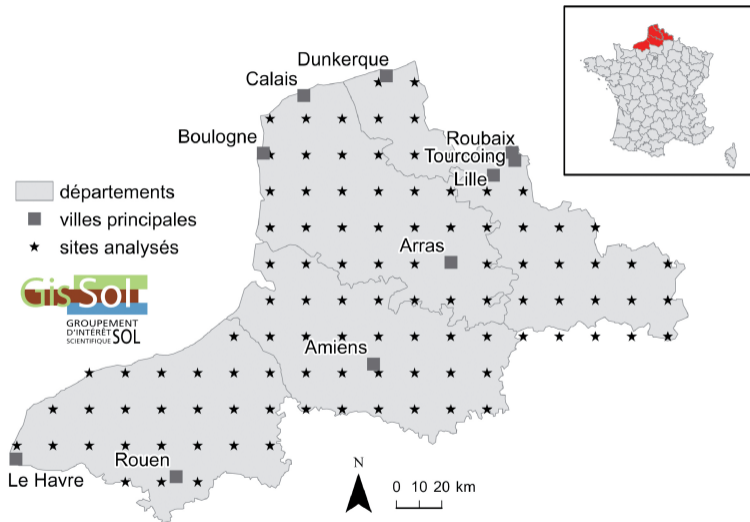 Dunkerque
Calais
Boulogne
Roubaix
Tourcoing
Lille
départements
villes principales
sites analysés
Arras
GisSol
GROUPEMENT
D'INTÉRÊT
SCIENTIFIQUE SOL
Amiens
Rouen
Le Havre
N
0 10 20 km